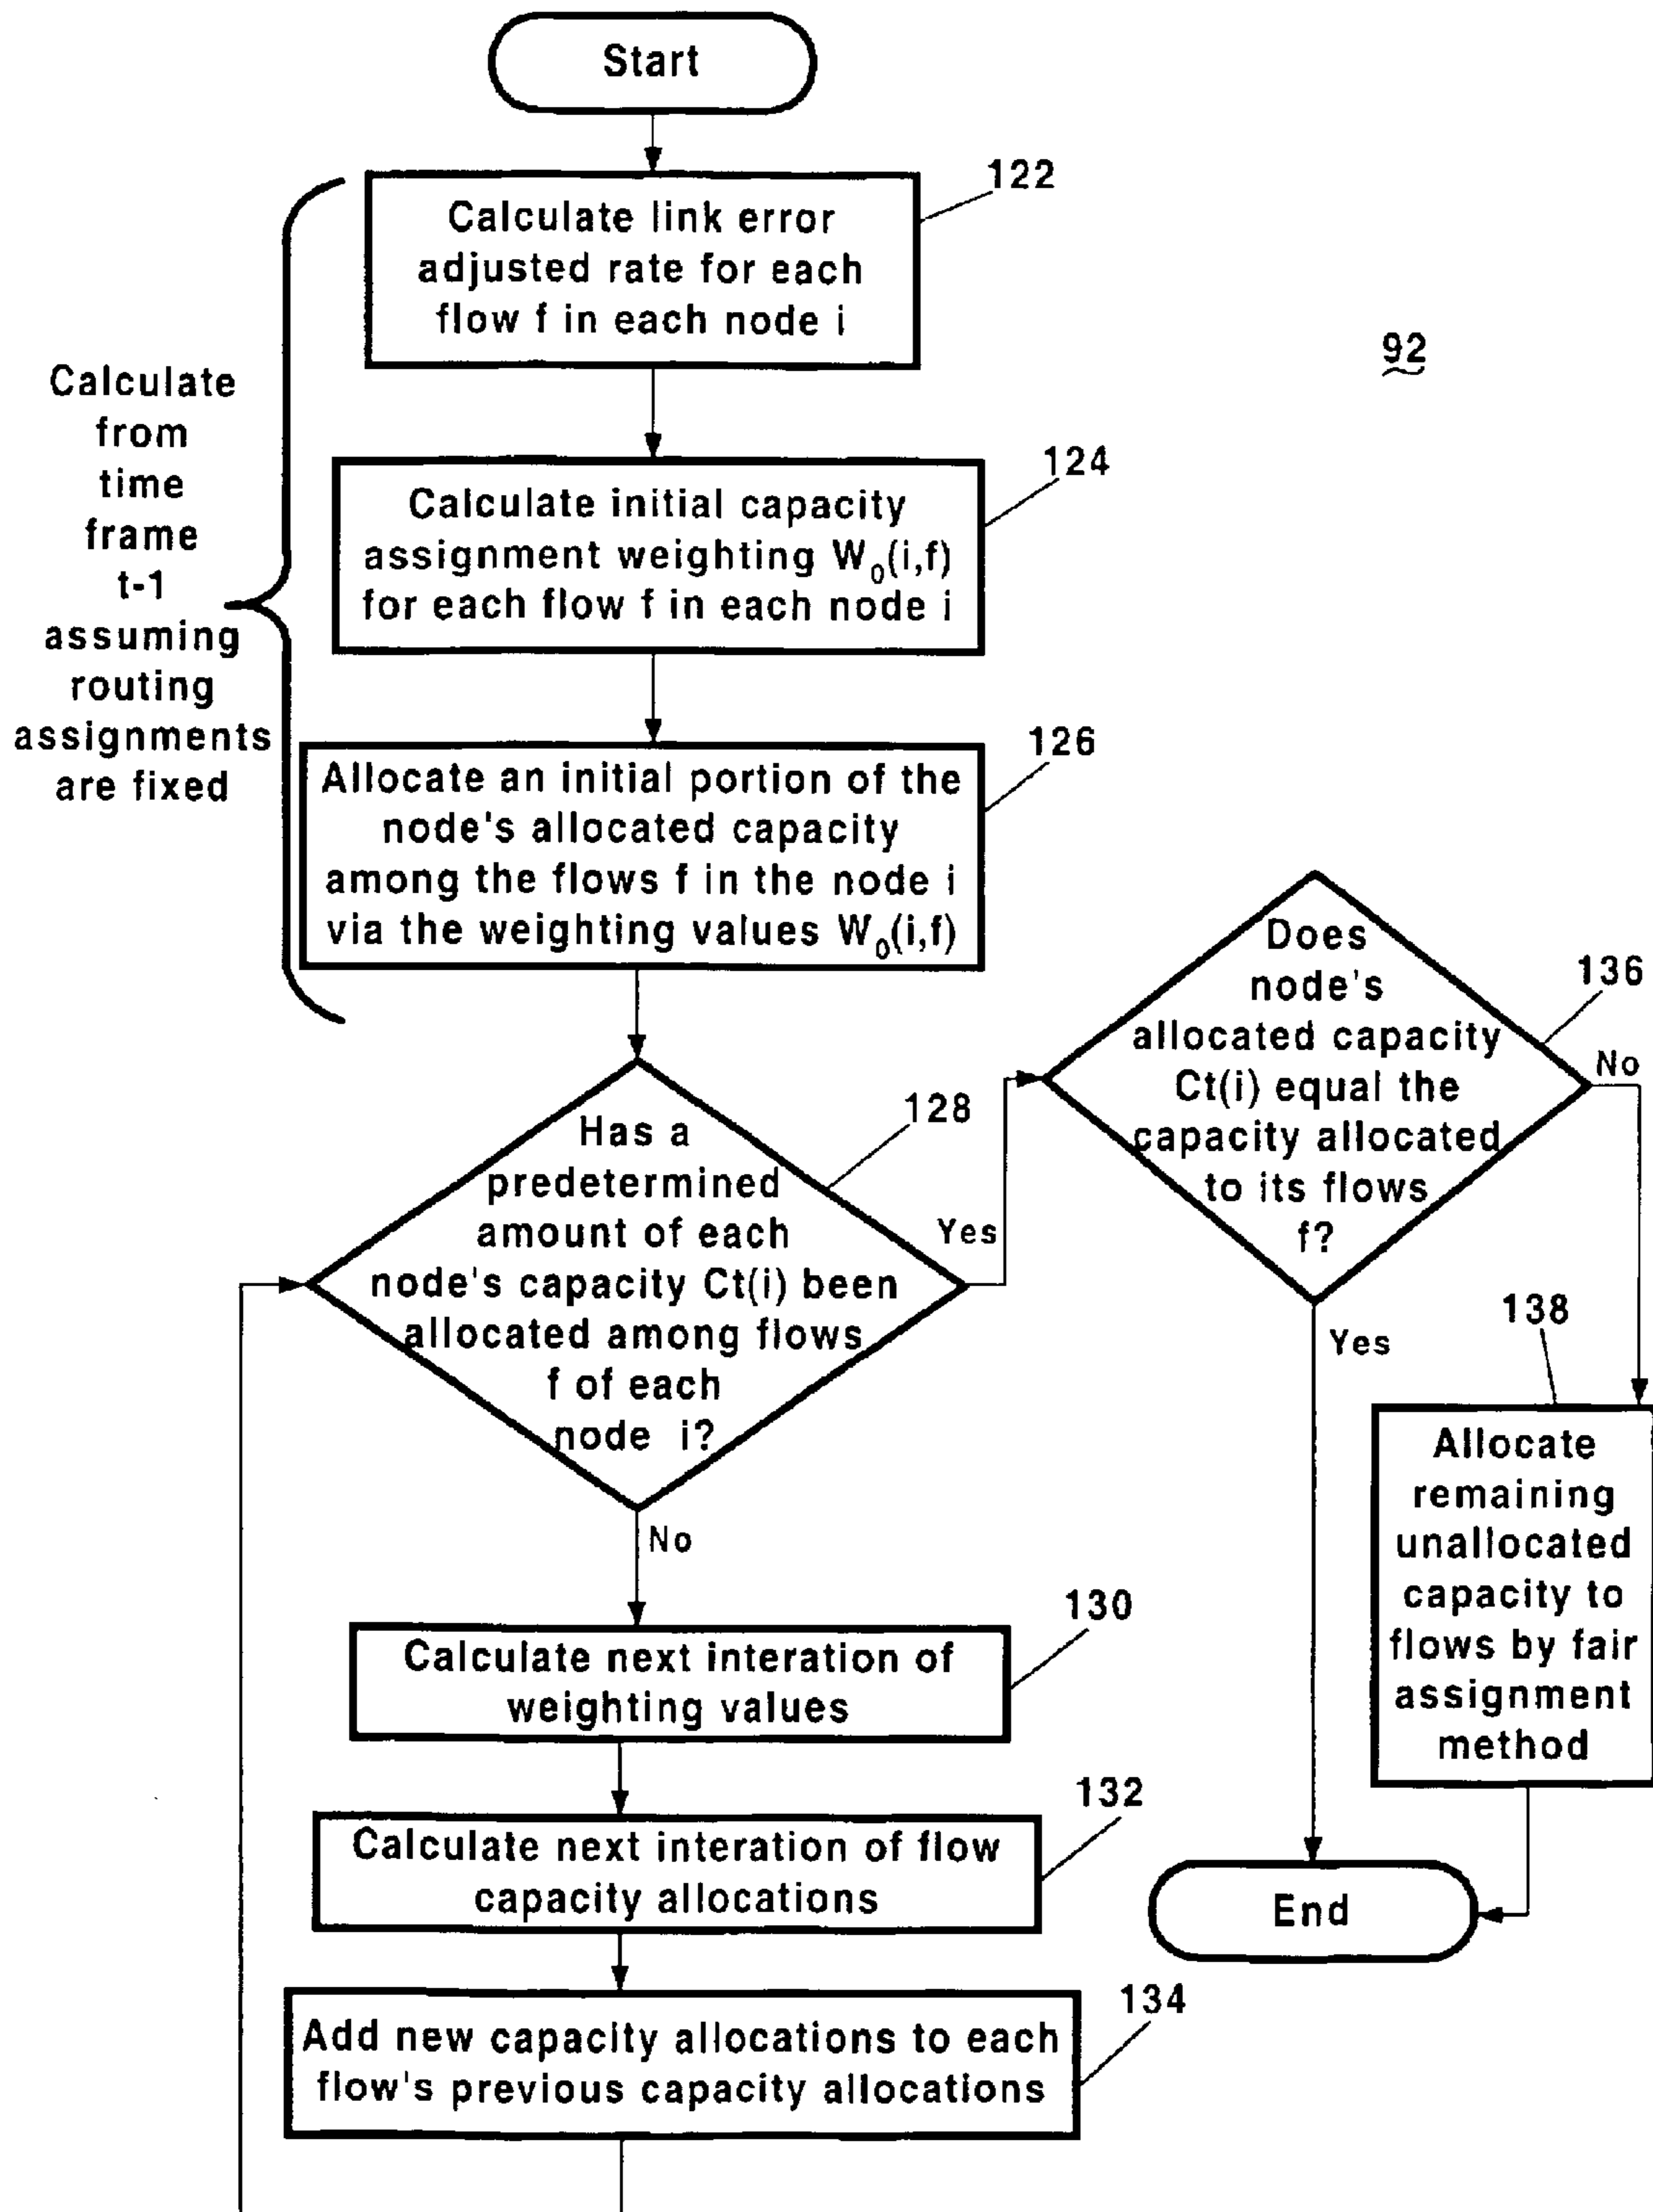 Start
122
Calculate link error
adjusted rate for each
flow f in each node i
92
Calculate
from
time
frame
t-1
assuming
routing
assignments
are fixed
124
Calculate initial capacity
assignment weighting W₀(i,f)
for each flow f in each node i
126
Allocate an initial portion of the
node's allocated capacity
among the flows f in the node i
via the weighting values W₀(i,f)
128
Has a
predetermined
amount of each
node's capacity Ct(i) been
allocated among flows
f of each
node i?
Yes
No
136
Does
node's
allocated capacity
Ct(i) equal the
capacity allocated
to its flows
f?
No
Yes
138
Allocate
remaining
unallocated
capacity to
flows by fair
assignment
method
130
Calculate next interation of
weighting values
132
Calculate next interation of flow
capacity allocations
End
134
Add new capacity allocations to each
flow's previous capacity allocations